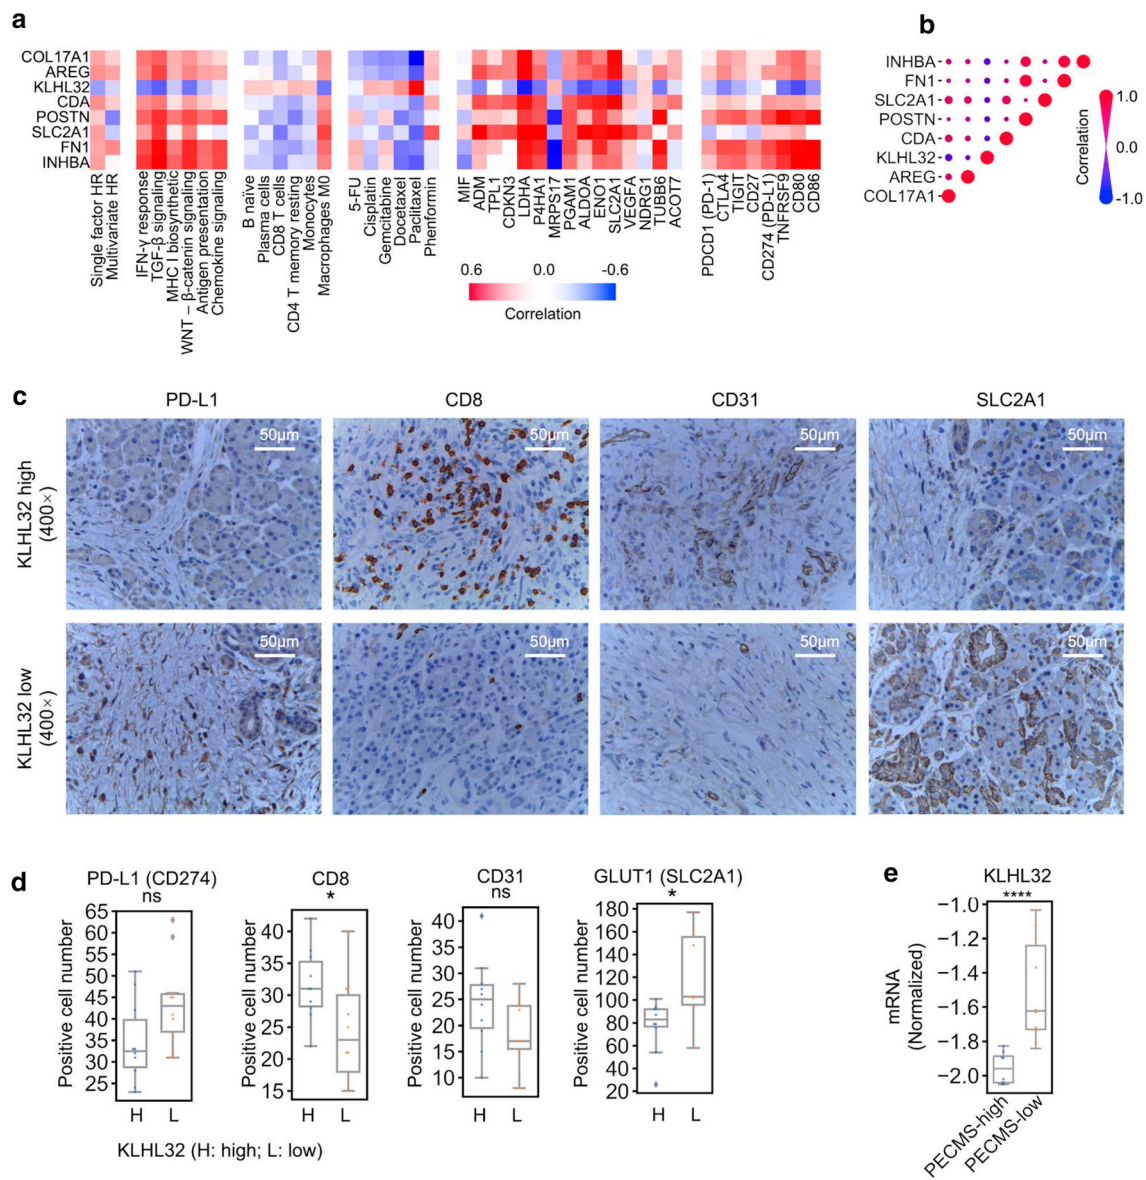 a
COL17A1
AREG
KLHL32
CDA
POSTN
SLC2A1
FN1
INHBA
Single factor HR
Multivariate HR
IFN-γ response
TGF-β signaling
MHC I biosynthetic
WNT – β-catenin signaling
Antigen presentation
Chemokine signaling
B naïve
Plasma cells
CD8 T cells
CD4 T memory resting
Monocytes
Macrophages M0
5-FU
Cisplatin
Gemcitabine
Docetaxel
Paclitaxel
Phenformin
MIF
ADM
TPL1
CDKN3
LDHA
P4HA1
MRPS17
PGAM1
ALDOA
ENO1
SLC2A1
VEGFA
NDRG1
TUBB6
ACOT7
PDCD1 (PD-1)
CTLA4
TIGIT
CD27
CD274 (PD-L1)
TNFRSF9
CD80
CD86
0.6 0.0 -0.6
Correlation
b
INHBA
FN1
SLC2A1
POSTN
CDA
KLHL32
AREG
COL17A1
1.0
0.0
-1.0
Correlation
c
PD-L1 CD8 CD31 SLC2A1
KLHL32 high
(400×)
50μm 50μm 50μm 50μm
KLHL32 low
(400×)
50μm 50μm 50μm 50μm
d
PD-L1 (CD274)
ns
Positive cell number
65
60
55
50
45
40
35
30
25
H L
CD8
*
Positive cell number
40
35
30
25
20
15
H L
CD31
ns
Positive cell number
40
35
30
25
20
15
10
H L
GLUT1 (SLC2A1)
*
Positive cell number
180
160
140
120
100
80
60
40
20
H L
KLHL32 (H: high; L: low)
e
KLHL32
****
mRNA
(Normalized)
−1.0
−1.2
−1.4
−1.6
−1.8
−2.0
PECMS-high
PECMS-low